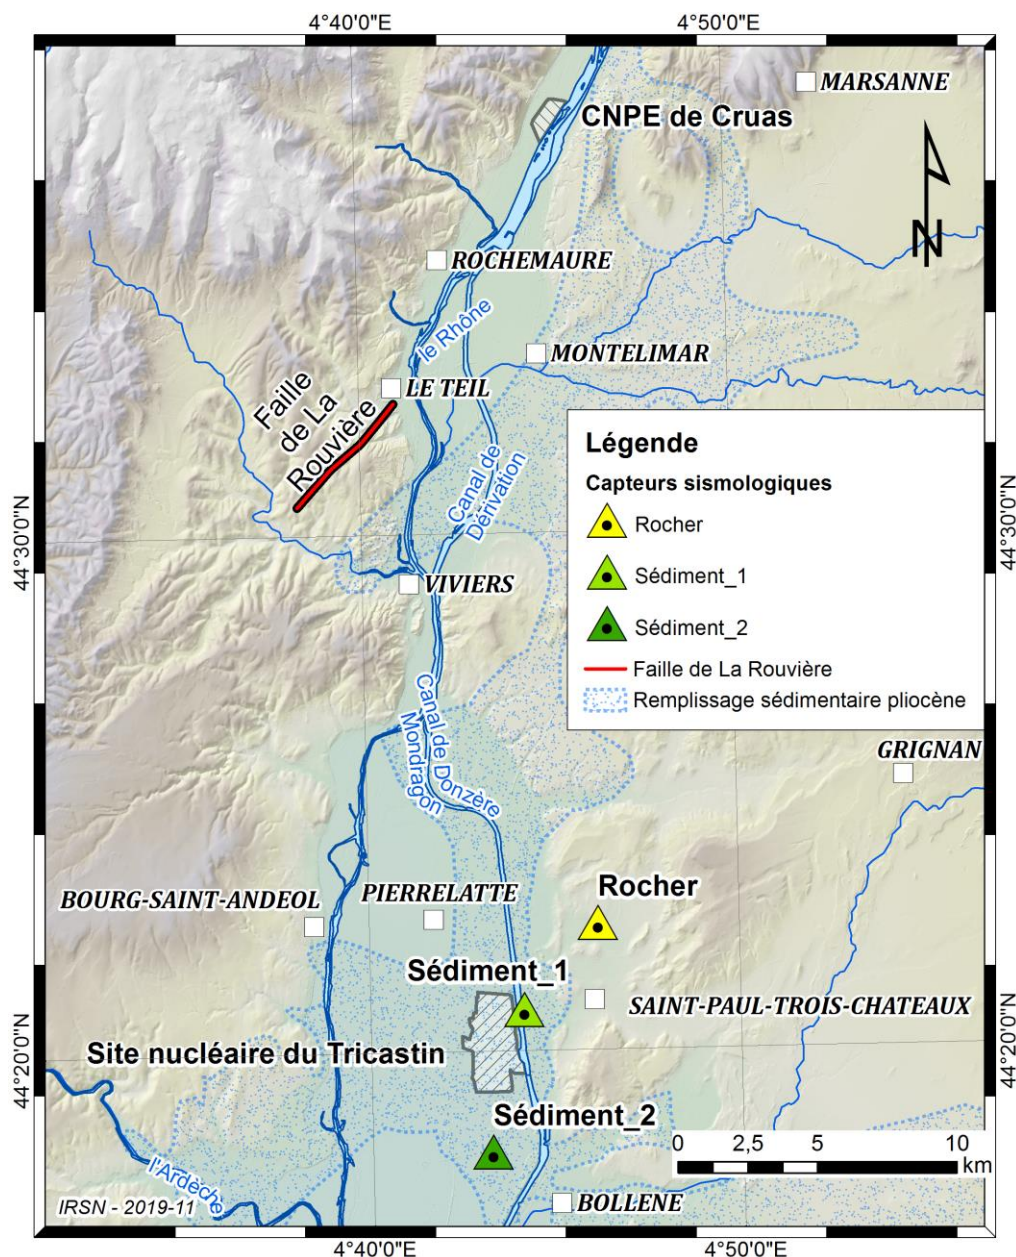 4°40'0"E
4°50'0"E
MARSANNE
CNPE de Cruas
N
ROCHEMAURE
le Rhône
MONTELIMAR
LE TEIL
Faille
de La
Rouvière
Canal de
Dérivation
Légende
Capteurs sismologiques
Rocher
Sédiment_1
Sédiment_2
Faille de La Rouvière
Remplissage sédimentaire pliocène
44°30'0"N
44°30'0"N
VIVIERS
Canal de Donzère
Mondragon
GRIGNAN
BOURG-SAINT-ANDEOL
PIERRELATTE
Rocher
Sédiment_1
SAINT-PAUL-TROIS-CHATEAUX
Site nucléaire du Tricastin
44°20'0"N
44°20'0"N
Sédiment_2
0 2,5 5 10
km
l'Ardèche
IRSN - 2019-11
BOLLENE
4°40'0"E
4°50'0"E